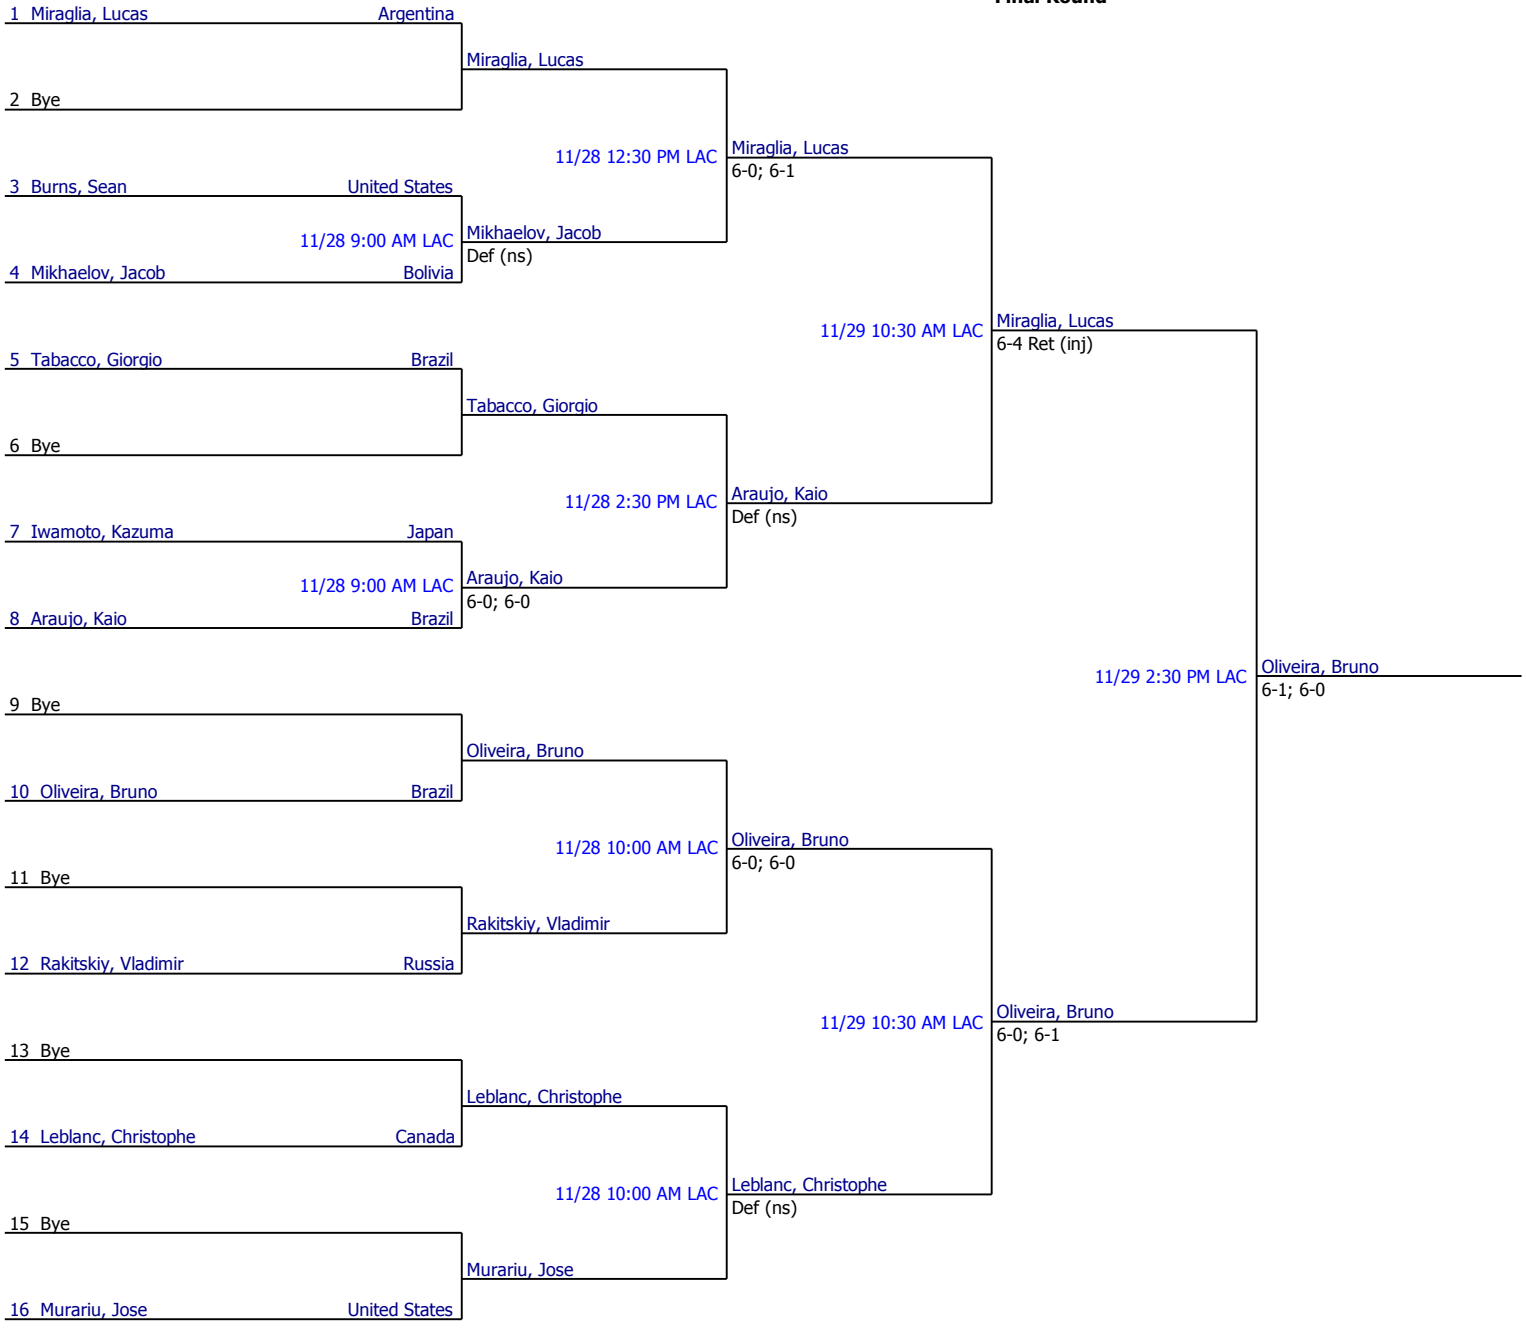 Final Round
1 Miraglia, Lucas Argentina
Miraglia, Lucas
2 Bye
11/28 12:30 PM LAC Miraglia, Lucas
6-0; 6-1
3 Burns, Sean United States
11/28 9:00 AM LAC Mikhaelov, Jacob
Def (ns)
4 Mikhaelov, Jacob Bolivia
11/29 10:30 AM LAC Miraglia, Lucas
6-4 Ret (inj)
5 Tabacco, Giorgio Brazil
Tabacco, Giorgio
6 Bye
11/28 2:30 PM LAC Araujo, Kaio
Def (ns)
7 Iwamoto, Kazuma Japan
11/28 9:00 AM LAC Araujo, Kaio
6-0; 6-0
8 Araujo, Kaio Brazil
11/29 2:30 PM LAC Oliveira, Bruno
6-1; 6-0
9 Bye
Oliveira, Bruno
10 Oliveira, Bruno Brazil
11/28 10:00 AM LAC Oliveira, Bruno
6-0; 6-0
11 Bye
Rakitskiy, Vladimir
12 Rakitskiy, Vladimir Russia
11/29 10:30 AM LAC Oliveira, Bruno
6-0; 6-1
13 Bye
Leblanc, Christophe
14 Leblanc, Christophe Canada
11/28 10:00 AM LAC Leblanc, Christophe
Def (ns)
15 Bye
Murariu, Jose
16 Murariu, Jose United States